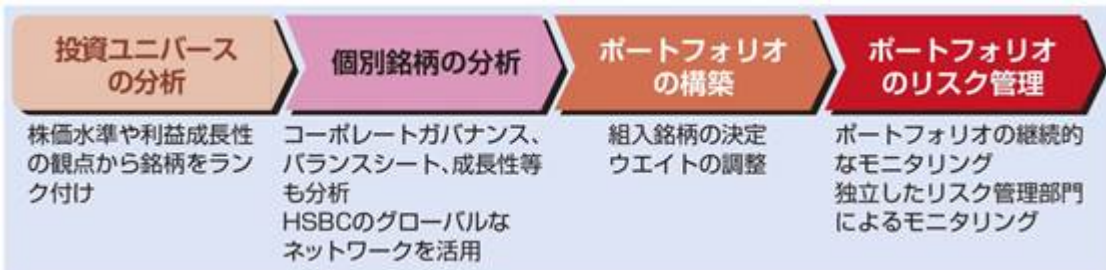 投資ユニバース
の分析
株価水準や利益成長性
の観点から銘柄をラン
ク付け
個別銘柄の分析
コーポレートガバナンス、
バランスシート、成長性等
も分析
HSBCのグローバルな
ネットワークを活用
ポートフォリオ
の構築
組入銘柄の決定
ウエイトの調整
ポートフォリオ
のリスク管理
ポートフォリオの継続的
なモニタリング
独立したリスク管理部門
によるモニタリング